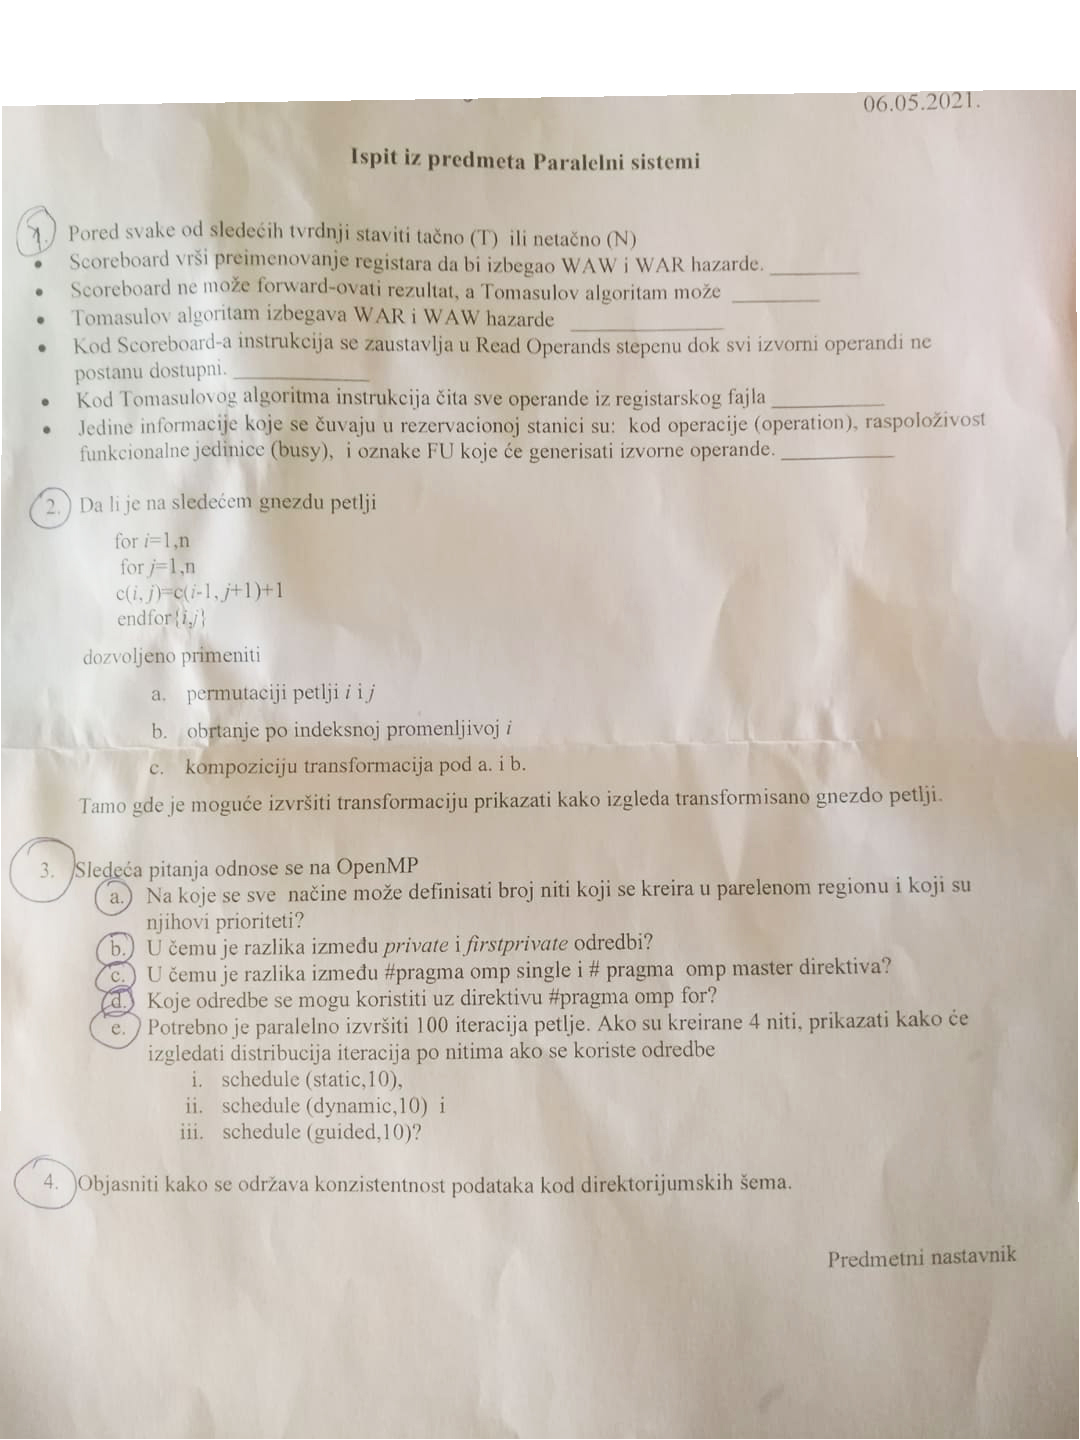 06.05.2021.
Ispit iz predmeta Paralelni sistemi
1. Pored svake od sledećih tvrdnji staviti tačno (T) ili netačno (N)
• Scoreboard vrši preimenovanje registara da bi izbegao WAW i WAR hazarde. ________
• Scoreboard ne može forward-ovati rezultat, a Tomasulov algoritam može ________
• Tomasulov algoritam izbegava WAR i WAW hazarde ______________
• Kod Scoreboard-a instrukcija se zaustavlja u Read Operands stepenu dok svi izvorni operandi ne
postanu dostupni. ____________
• Kod Tomasulovog algoritma instrukcija čita sve operande iz registarskog fajla __________
• Jedine informacije koje se čuvaju u rezervacionoj stanici su: kod operacije (operation), raspoloživost
funkcionalne jedinice (busy), i oznake FU koje će generisati izvorne operande. __________
2. Da li je na sledećem gnezdu petlji
for i=1,n
for j=1,n
c(i, j)=c(i-1, j+1)+1
endfor{i,j}
dozvoljeno primeniti
a. permutaciji petlji i i j
b. obrtanje po indeksnoj promenljivoj i
c. kompoziciju transformacija pod a. i b.
Tamo gde je moguće izvršiti transformaciju prikazati kako izgleda transformisano gnezdo petlji.
3. Sledeća pitanja odnose se na OpenMP
a. Na koje se sve načine može definisati broj niti koji se kreira u parelenom regionu i koji su
njihovi prioriteti?
b. U čemu je razlika između private i firstprivate odredbi?
c. U čemu je razlika između #pragma omp single i # pragma omp master direktiva?
d. Koje odredbe se mogu koristiti uz direktivu #pragma omp for?
e. Potrebno je paralelno izvršiti 100 iteracija petlje. Ako su kreirane 4 niti, prikazati kako će
izgledati distribucija iteracija po nitima ako se koriste odredbe
i. schedule (static,10),
ii. schedule (dynamic,10) i
iii. schedule (guided,10)?
4. Objasniti kako se održava konzistentnost podataka kod direktorijumskih šema.
Predmetni nastavnik